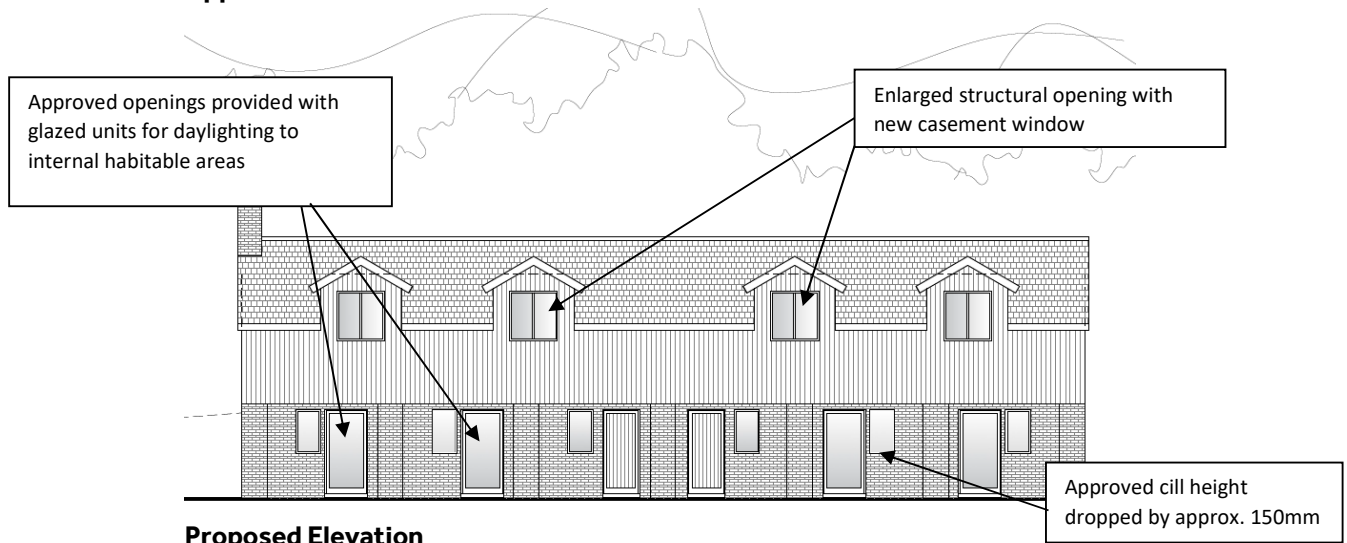 Approved openings provided with
glazed units for daylighting to
internal habitable areas
Enlarged structural opening with
new casement window
Approved cill height
dropped by approx. 150mm
Proposed Elevation